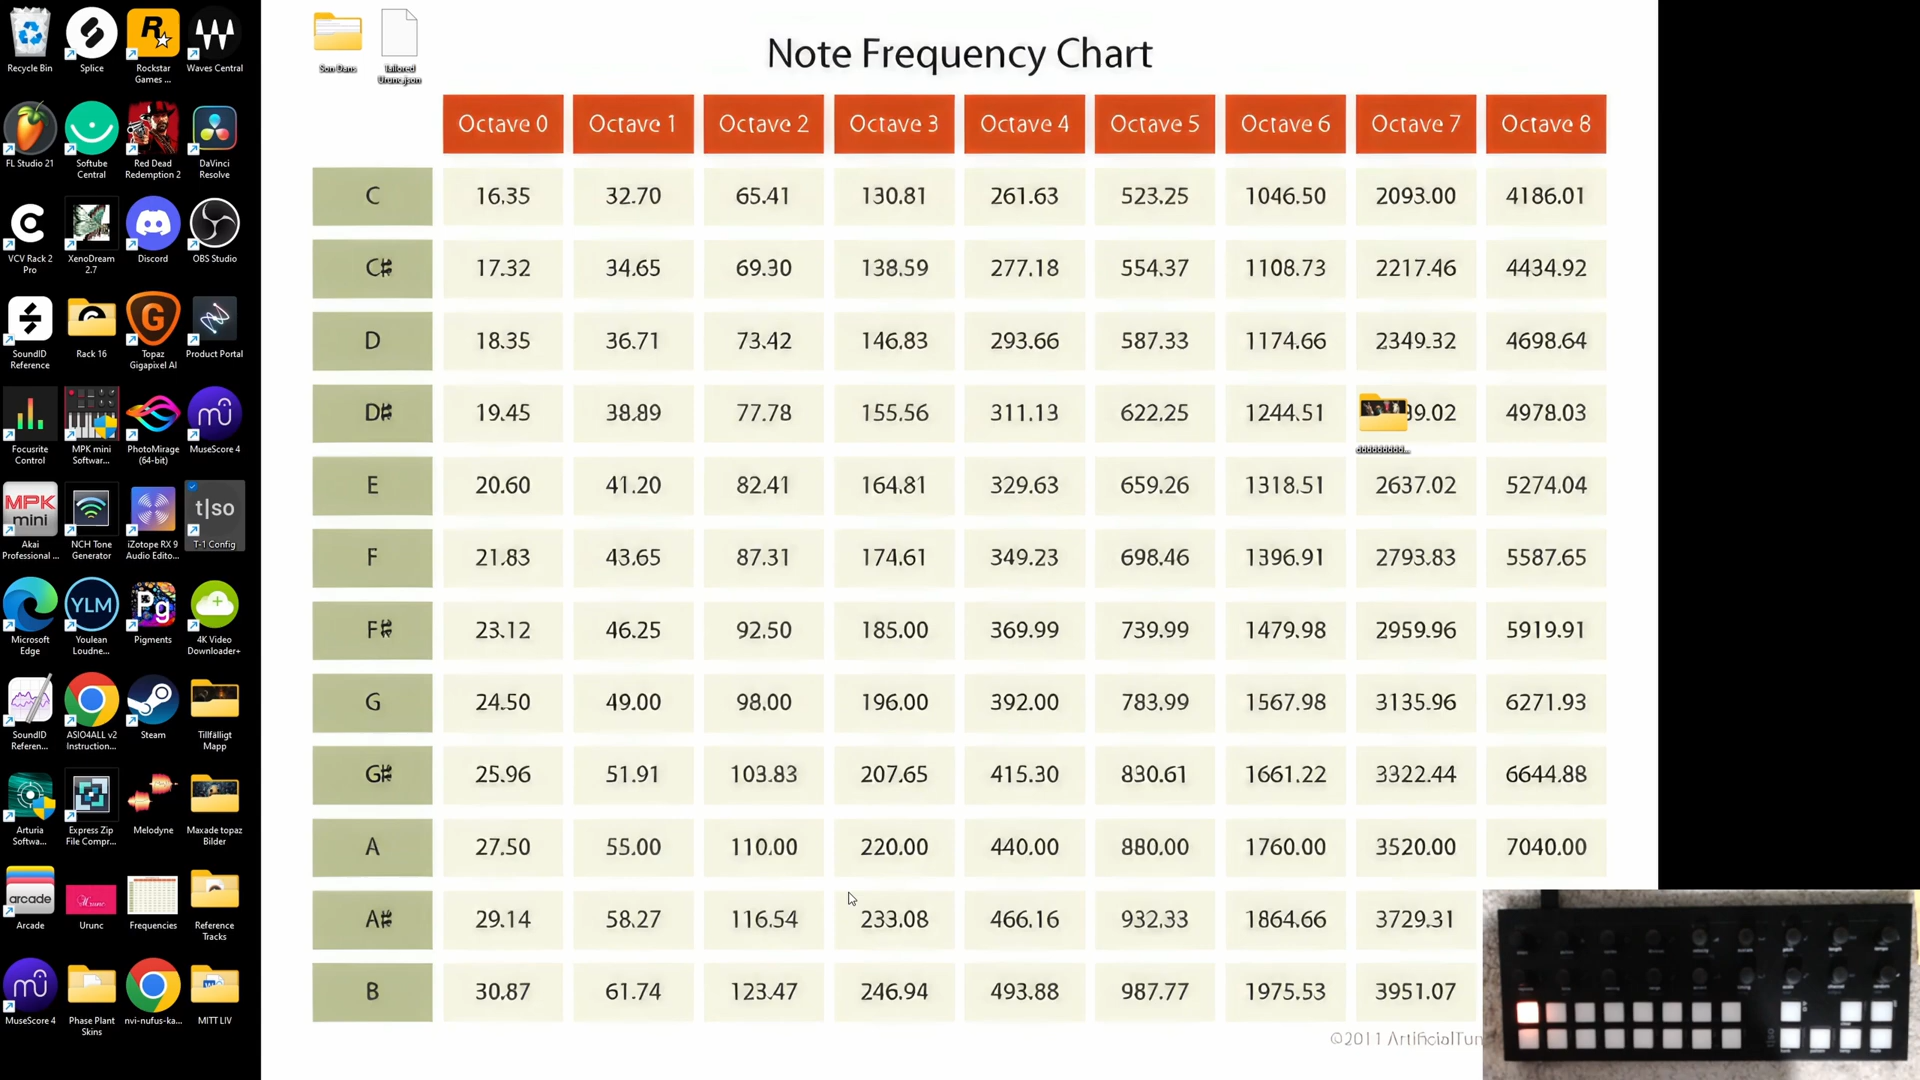 Recycle Bin
Splice
Rockstar
Games ...
Waves Central
Son Dans
Tailored
Urunc.json
Note Frequency Chart
Octave 0 Octave 1 Octave 2 Octave 3 Octave 4 Octave 5 Octave 6 Octave 7 Octave 8
C 16.35 32.70 65.41 130.81 261.63 523.25 1046.50 2093.00 4186.01
C# 17.32 34.65 69.30 138.59 277.18 554.37 1108.73 2217.46 4434.92
D 18.35 36.71 73.42 146.83 293.66 587.33 1174.66 2349.32 4698.64
D# 19.45 38.89 77.78 155.56 311.13 622.25 1244.51 39.02 4978.03
E 20.60 41.20 82.41 164.81 329.63 659.26 1318.51 2637.02 5274.04
F 21.83 43.65 87.31 174.61 349.23 698.46 1396.91 2793.83 5587.65
F# 23.12 46.25 92.50 185.00 369.99 739.99 1479.98 2959.96 5919.91
G 24.50 49.00 98.00 196.00 392.00 783.99 1567.98 3135.96 6271.93
G# 25.96 51.91 103.83 207.65 415.30 830.61 1661.22 3322.44 6644.88
A 27.50 55.00 110.00 220.00 440.00 880.00 1760.00 3520.00 7040.00
A# 29.14 58.27 116.54 233.08 466.16 932.33 1864.66 3729.31
B 30.87 61.74 123.47 246.94 493.88 987.77 1975.53 3951.07
©2011 ArtificialTun
FL Studio 21
Softube
Central
Red Dead
Redemption 2
DaVinci
Resolve
VCV Rack 2
Pro
XenoDream
2.7
Discord
OBS Studio
SoundID
Reference
Rack 16
G
Topaz
Gigapixel AI
Product Portal
Focusrite
Control
MPK mini
Softwar...
PhotoMirage
(64-bit)
MuseScore 4
MPK
mini
Akai
Professional ...
NCH Tone
Generator
iZotope RX 9
Audio Edito...
t|so
T-1 Config
Microsoft
Edge
YLM
Youlean
Loudne...
Pg
Pigments
4K Video
Downloader+
SoundID
Referen...
ASIO4ALL v2
Instruction...
Steam
Tillfälligt
Mapp
Arturia
Softwa...
Express Zip
File Compr...
Melodyne
Maxade topaz
Bilder
arcade
Arcade
Urunc
Frequencies
Reference
Tracks
MuseScore 4
Phase Plant
Skins
nvi-nufus-ka...
MITT LIV